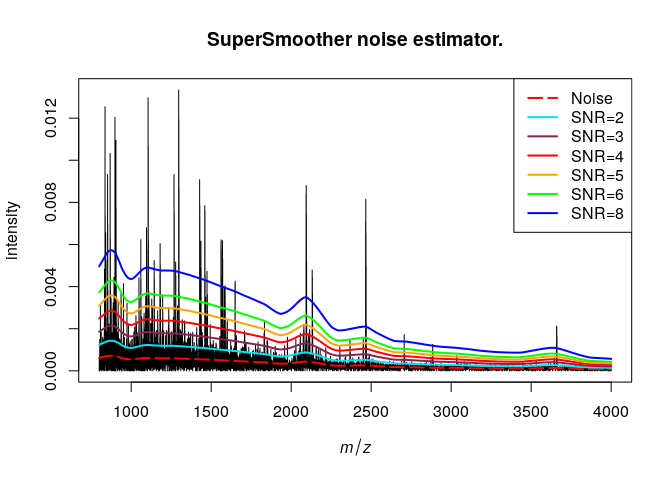 SuperSmoother noise estimator.
Intensity
0.012
0.008
0.004
0.000
Noise
SNR=2
SNR=3
SNR=4
SNR=5
SNR=6
SNR=8
1000 1500 2000 2500 3000 3500 4000
m/z